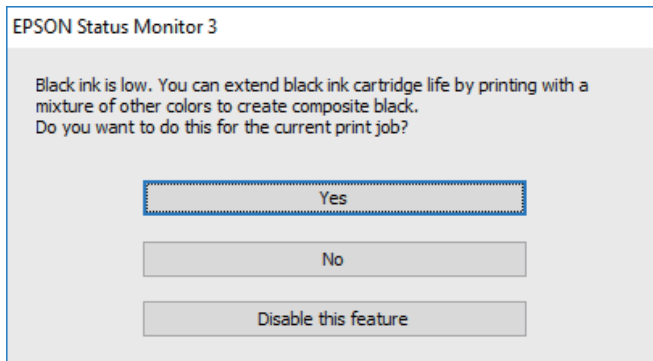 EPSON Status Monitor 3
Black ink is low. You can extend black ink cartridge life by printing with a
mixture of other colors to create composite black.
Do you want to do this for the current print job?
Yes
No
Disable this feature